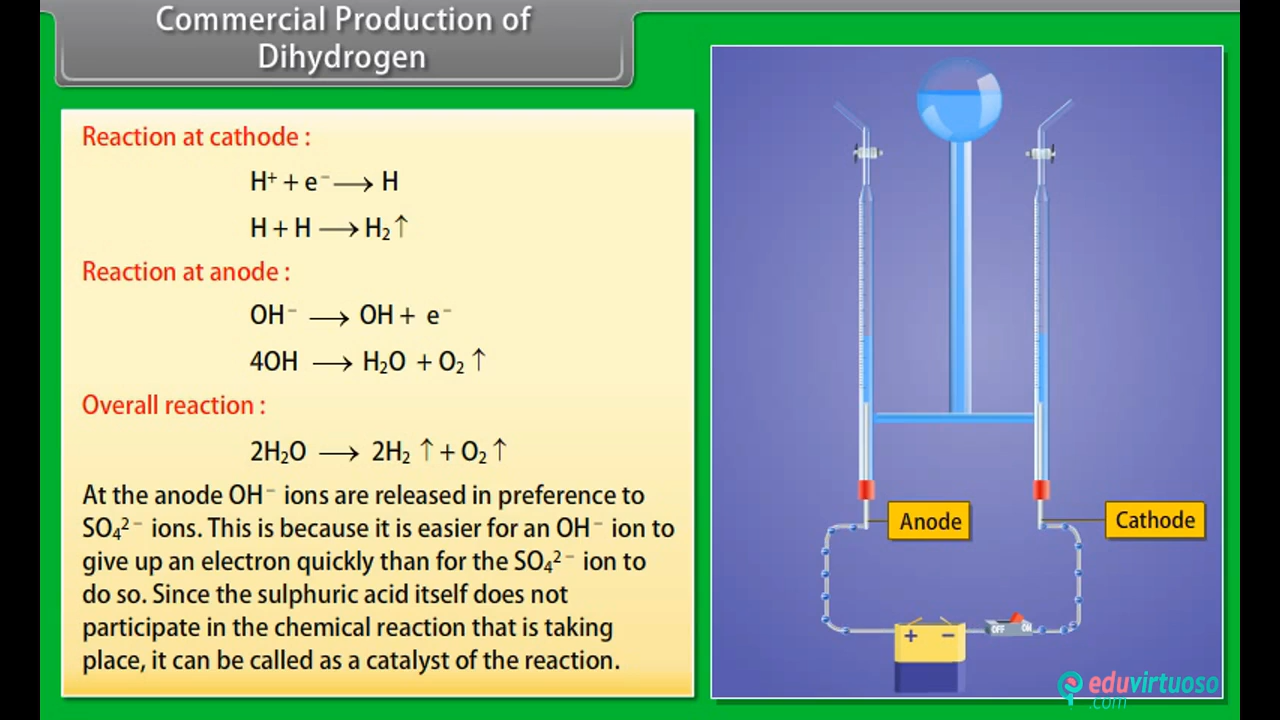 Commercial Production of
Dihydrogen
Reaction at cathode :
H⁺ + e⁻ ⟶ H
H + H ⟶ H₂ ↑
Reaction at anode :
OH⁻ ⟶ OH + e⁻
4OH ⟶ H₂O + O₂ ↑
Overall reaction :
2H₂O ⟶ 2H₂ ↑ + O₂ ↑
At the anode OH⁻ ions are released in preference to
SO₄²⁻ ions. This is because it is easier for an OH⁻ ion to
give up an electron quickly than for the SO₄²⁻ ion to
do so. Since the sulphuric acid itself does not
participate in the chemical reaction that is taking
place, it can be called as a catalyst of the reaction.
Anode
Cathode
+ −
OFF ON
eduvirtuoso
.com